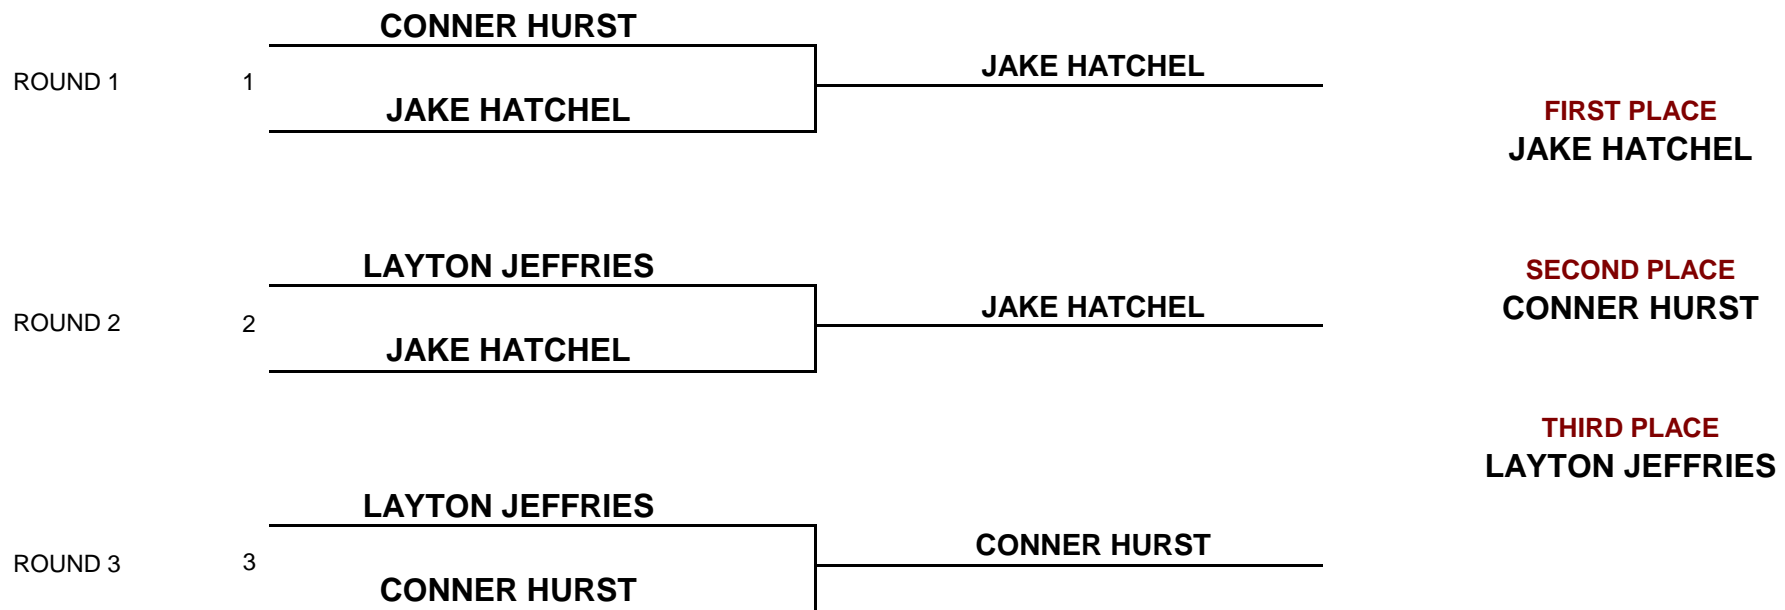 CONNER HURST
ROUND 1 1 JAKE HATCHEL
JAKE HATCHEL
FIRST PLACE
JAKE HATCHEL
LAYTON JEFFRIES
ROUND 2 2 JAKE HATCHEL
JAKE HATCHEL
SECOND PLACE
CONNER HURST
THIRD PLACE
LAYTON JEFFRIES
LAYTON JEFFRIES
ROUND 3 3 CONNER HURST
CONNER HURST